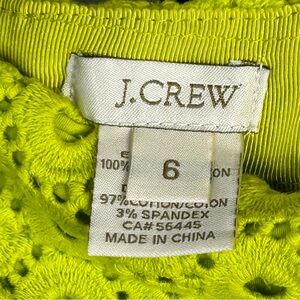 J.CREW
6
100%
97% COTTON/COTON
3% SPANDEX
CA# 56445
MADE IN CHINA